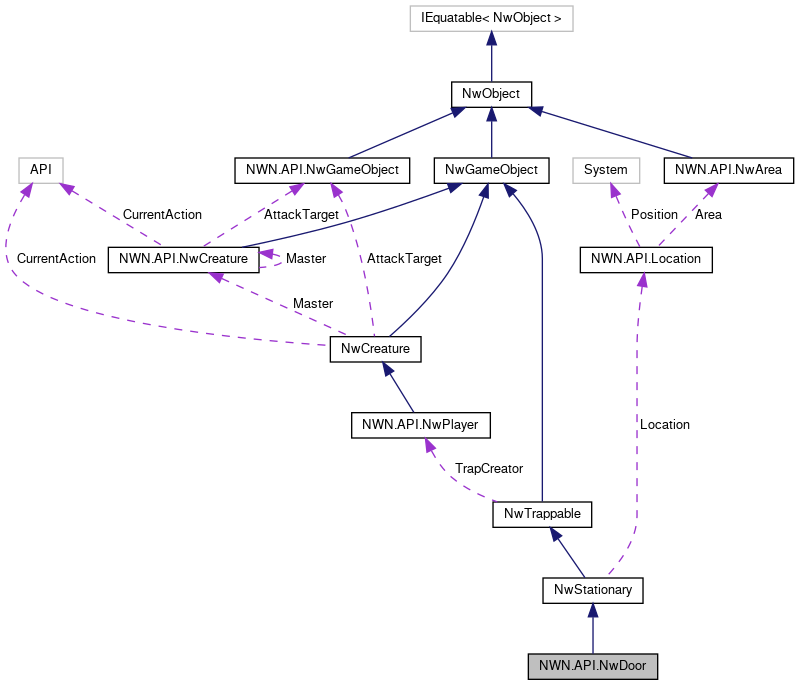 IEquatable< NwObject >
NwObject
API
NWN.API.NwGameObject
NwGameObject
System
NWN.API.NwArea
CurrentAction
AttackTarget
Position
Area
CurrentAction
NWN.API.NwCreature
Master
AttackTarget
NWN.API.Location
Master
NwCreature
NWN.API.NwPlayer
Location
TrapCreator
NwTrappable
NwStationary
NWN.API.NwDoor